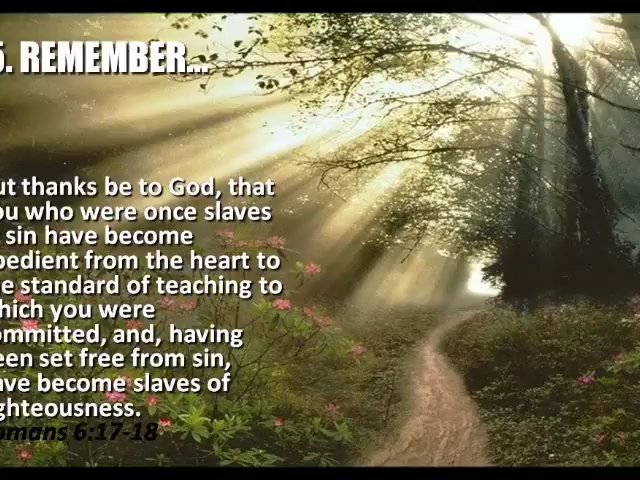 5. REMEMBER...
ut thanks be to God, that
ou who were once slaves
sin have become
bedient from the heart to
e standard of teaching to
hich you were
ommitted, and, having
een set free from sin,
ave become slaves of
ghteousness.
omans 6:17-18